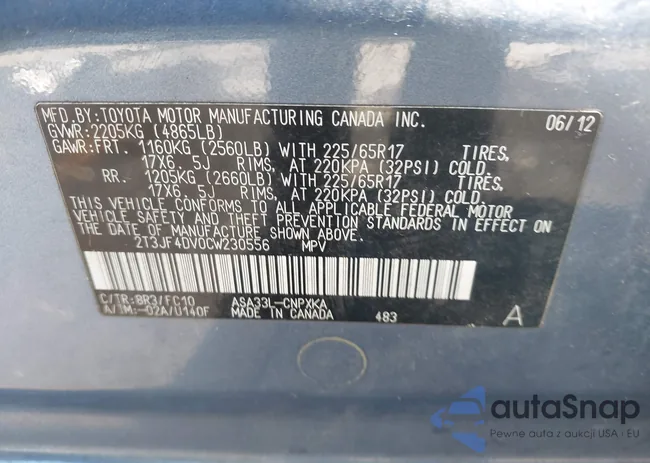 MFD.BY:TOYOTA MOTOR MANUFACTURING CANADA INC. 06/12
GVWR:2205KG (4865LB)
GAWR:FRT. 1160KG (2560LB) WITH 225/65R17 TIRES,
17X6.5J RIMS, AT 220KPA (32PSI) COLD.
RR. 1205KG (2660LB) WITH 225/65R17 TIRES,
17X6.5J RIMS, AT 220KPA (32PSI) COLD.
THIS VEHICLE CONFORMS TO ALL APPLICABLE FEDERAL MOTOR
VEHICLE SAFETY AND THEFT PREVENTION STANDARDS IN EFFECT ON
THE DATE OF MANUFACTURE SHOWN ABOVE.
2T3JF4DV0CW230556 MPV
C/TR:8R3/FC10 ASA33L-CNPXKA
A/TM:-02A/U140F MADE IN CANADA 483 A
autaSnap
Pewne auta z aukcji USA i EU